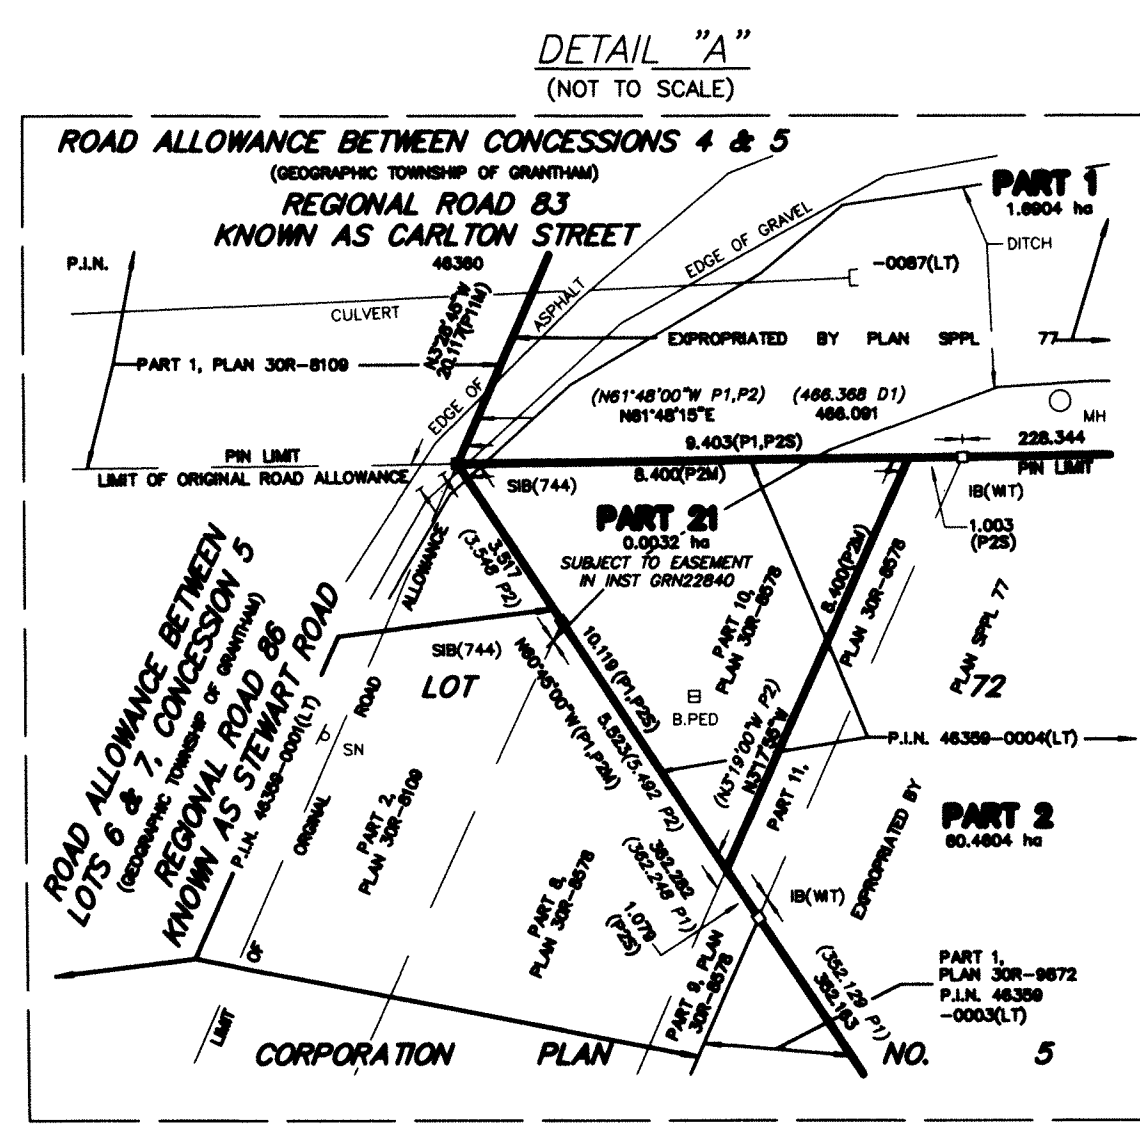 DETAIL "A"
(NOT TO SCALE)
ROAD ALLOWANCE BETWEEN CONCESSIONS 4 & 5
(GEOGRAPHIC TOWNSHIP OF GRANTHAM)
REGIONAL ROAD 83
KNOWN AS CARLTON STREET
PART 1
1.6904 ha
P.I.N.
46360
-0087(LT)
DITCH
EDGE OF GRAVEL
CULVERT
N3°28'45"W
20.117(P11M)
EDGE OF ASPHALT
EXPROPRIATED BY PLAN SPPL 77
PART 1, PLAN 30R-8109
(N61°48'00"W P1,P2) (466.368 D1)
N61°48'15"E 466.091
MH
9.403(P1,P2S)
228.344
PIN LIMIT
8.400(P2M)
PIN LIMIT
LIMIT OF ORIGINAL ROAD ALLOWANCE
SIB(744)
IB(WIT)
PART 21
0.0032 ha
SUBJECT TO EASEMENT
IN INST GRN22840
1.003
(P2S)
3.517
(3.548 P2)
8.400(P2M)
PLAN 30R-8578
PLAN SPPL 77
PART 10,
PLAN 30R-8578
ROAD ALLOWANCE BETWEEN
LOTS 6 & 7, CONCESSION 5
(GEOGRAPHIC TOWNSHIP OF GRANTHAM)
REGIONAL ROAD 86
KNOWN AS STEWART ROAD
P.I.N. 46359-0001(LT)
SIB(744)
LOT
72
10.119(P1,P2S)
N60°45'00"W(P1,P2M)
5.523(5.492 P2)
B.PED
SN
(N3°19'00"W P2)
N3°17'55"W
P.I.N. 46359-0004(LT)
PART 11,
LIMIT OF ORIGINAL ROAD ALLOWANCE
PART 2,
PLAN 30R-8109
PART 2
60.4604 ha
EXPROPRIATED BY
362.282
(362.248 P1)
PART 8,
PLAN 30R-8578
1.079
(P2S)
IB(WIT)
PART 9, PLAN
30R-8578
(352.129 P1)
352.163
PART 1,
PLAN 30R-9672
P.I.N. 46359
-0003(LT)
CORPORATION PLAN NO. 5